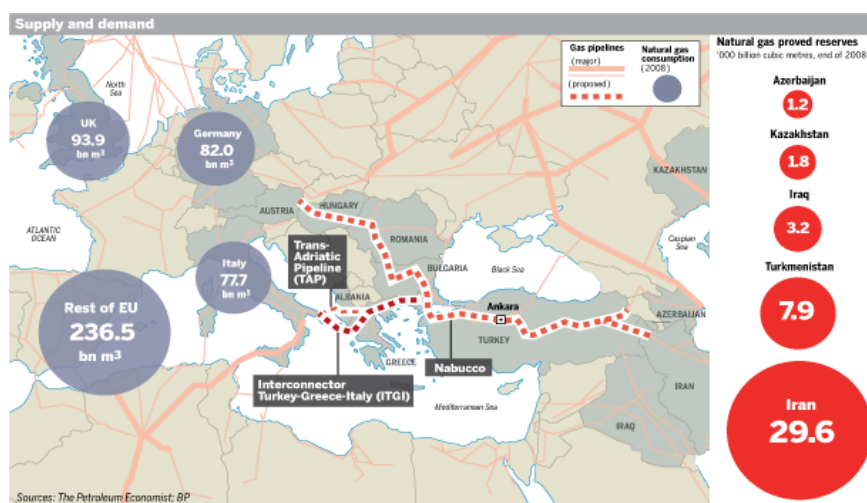 Supply and demand
Gas pipelines
(major)
(proposed)
Natural gas
consumption
(2008)
North
Sea
UK
93.9
bn m³
Germany
82.0
bn m³
KAZAKHSTAN
AUSTRIA
HUNGARY
ATLANTIC
OCEAN
ROMANIA
Caspian
Sea
Italy
77.7
bn m³
Trans-
Adriatic
Pipeline
(TAP)
BULGARIA
Black Sea
Rest of EU
236.5
bn m³
ALBANIA
Ankara
AZERBAIJAN
TURKEY
GREECE
Nabucco
Interconnector
Turkey-Greece-Italy (ITGI)
IRAN
Mediterranean Sea
IRAQ
Sources: The Petroleum Economist; BP
Natural gas proved reserves
'000 billion cubic metres, end of 2008
Azerbaijan
1.2
Kazakhstan
1.8
Iraq
3.2
Turkmenistan
7.9
Iran
29.6